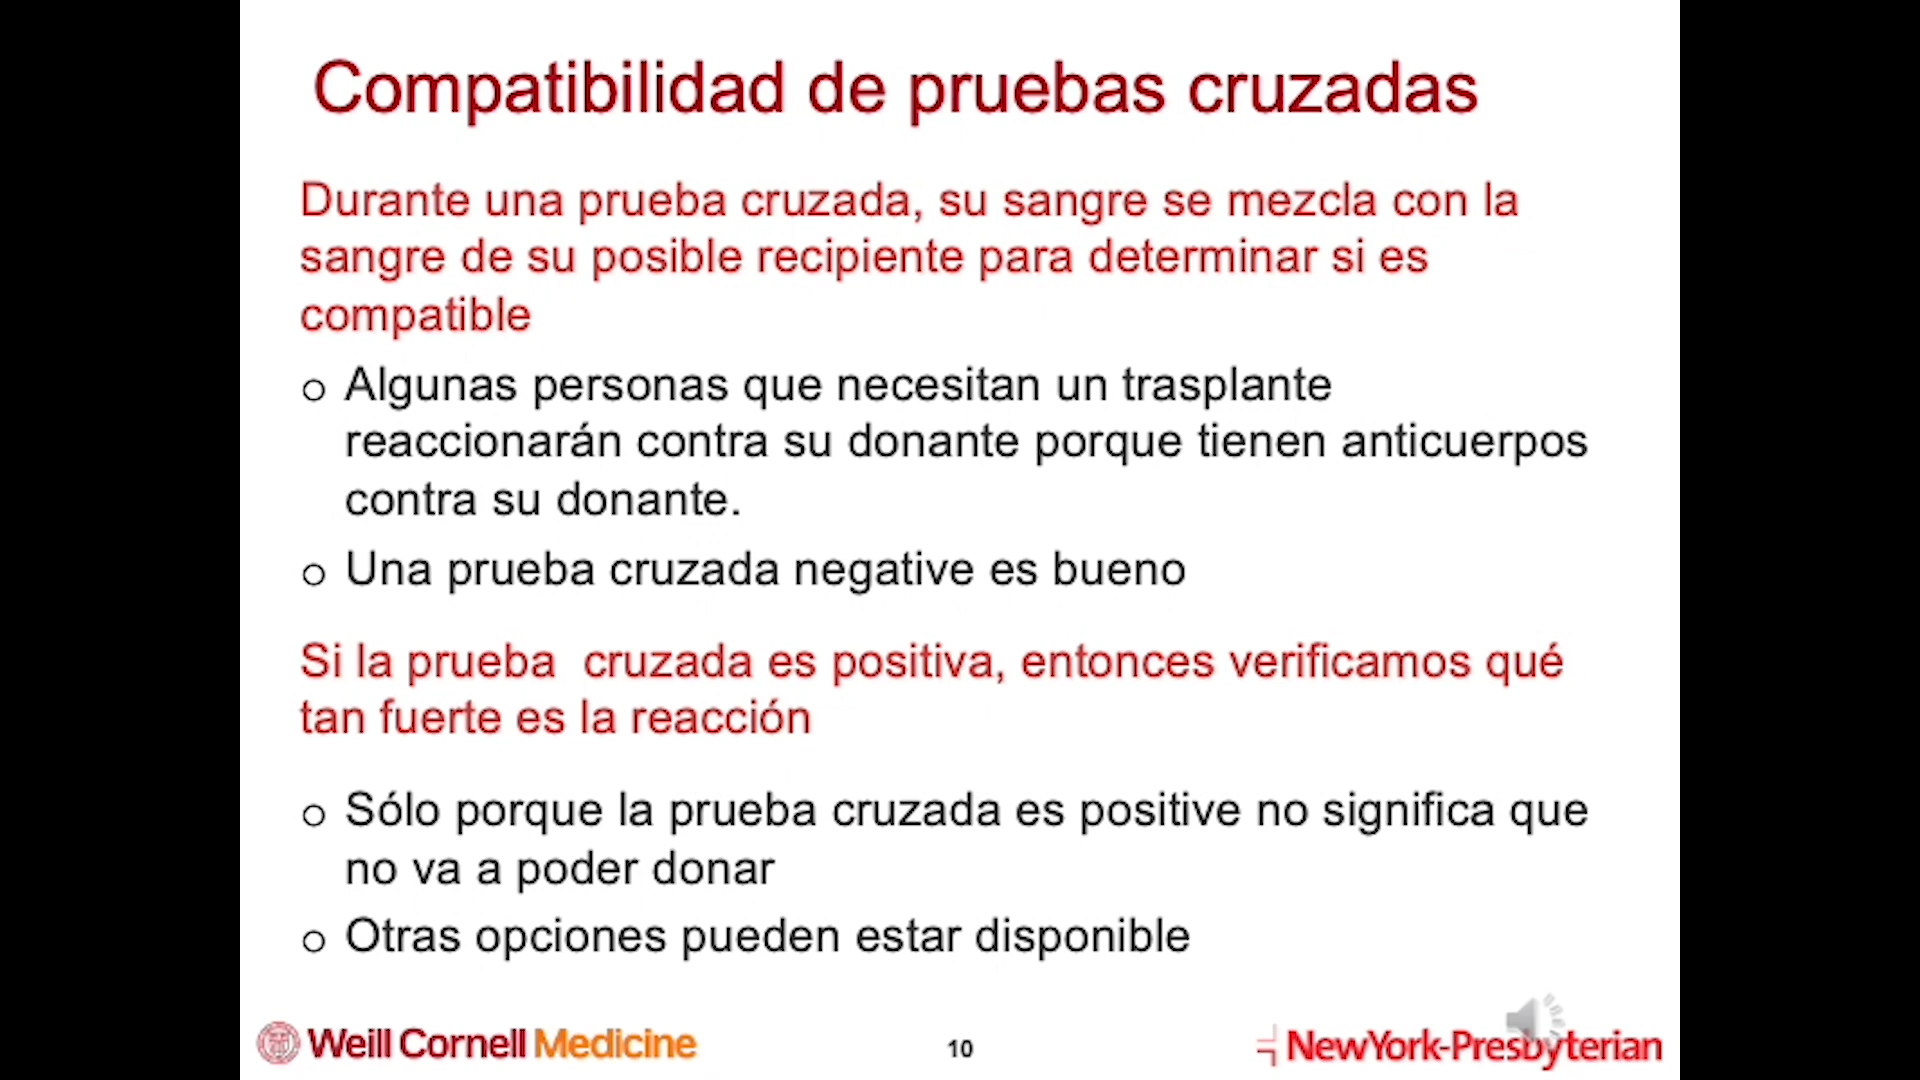 Compatibilidad de pruebas cruzadas
Durante una prueba cruzada, su sangre se mezcla con la
sangre de su posible recipiente para determinar si es
compatible
o Algunas personas que necesitan un trasplante
reaccionarán contra su donante porque tienen anticuerpos
contra su donante.
o Una prueba cruzada negative es bueno
Si la prueba cruzada es positiva, entonces verificamos qué
tan fuerte es la reacción
o Sólo porque la prueba cruzada es positive no significa que
no va a poder donar
o Otras opciones pueden estar disponible
Weill Cornell Medicine
10
NewYork-Presbyterian